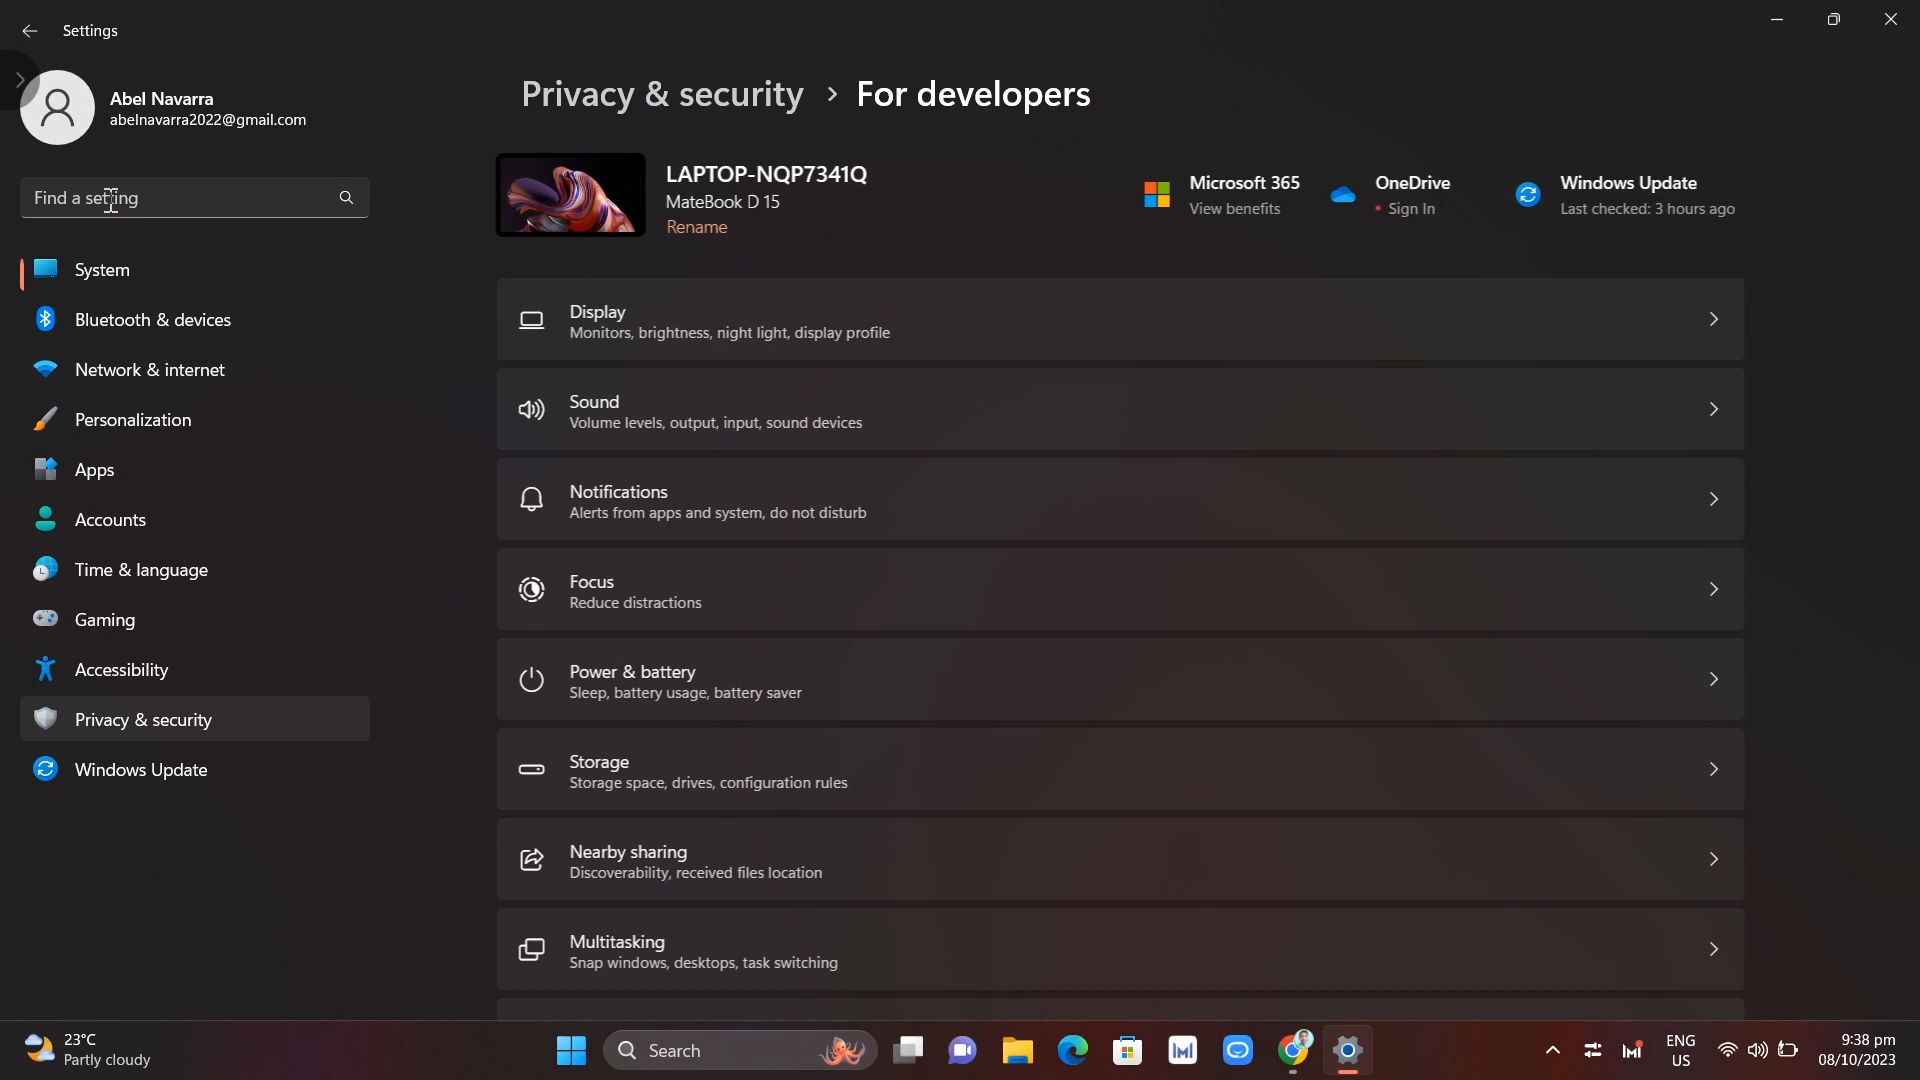 Settings
Abel Navarra
abelnavarra2022@gmail.com
Find a setting
System
Bluetooth & devices
Network & internet
Personalization
Apps
Accounts
Time & language
Gaming
Accessibility
Privacy & security
Windows Update
Privacy & security > For developers
LAPTOP-NQP7341Q
MateBook D 15
Rename
Microsoft 365
View benefits
OneDrive
• Sign In
Windows Update
Last checked: 3 hours ago
Display
Monitors, brightness, night light, display profile
Sound
Volume levels, output, input, sound devices
Notifications
Alerts from apps and system, do not disturb
Focus
Reduce distractions
Power & battery
Sleep, battery usage, battery saver
Storage
Storage space, drives, configuration rules
Nearby sharing
Discoverability, received files location
Multitasking
Snap windows, desktops, task switching
23°C
Partly cloudy
Search
ENG
US
9:38 pm
08/10/2023